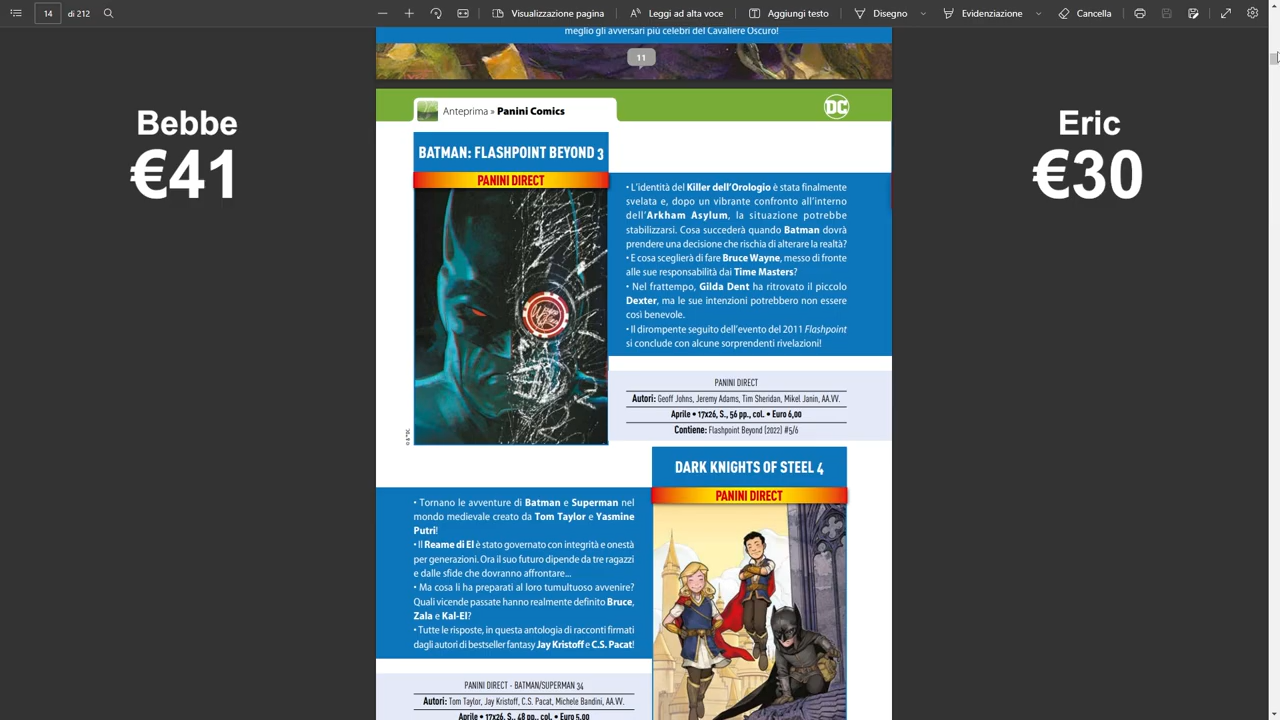 14
di 212
Disegno
Evidenziazione
Cancella
meglio gli avversari più celebri del Cavaliere Oscuro!
11
Anteprima » Panini Comics
DC
Bebbe
€41
Eric
€30
BATMAN: FLASHPOINT BEYOND 3
PANINI DIRECT
• L'identità del Killer dell'Orologio è stata finalmente
svelata e, dopo un vibrante confronto all'interno
dell'Arkham Asylum, la situazione potrebbe
stabilizzarsi. Cosa succederà quando Batman dovrà
prendere una decisione che rischia di alterare la realtà?
• E cosa sceglierà di fare Bruce Wayne, messo di fronte
alle sue responsabilità dai Time Masters?
• Nel frattempo, Gilda Dent ha ritrovato il piccolo
Dexter, ma le sue intenzioni potrebbero non essere
così benevole.
• Il dirompente seguito dell'evento del 2011 Flashpoint
si conclude con alcune sorprendenti rivelazioni!
PANINI DIRECT
Autori: Geoff Johns, Jeremy Adams, Tim Sheridan, Mikel Janin, AA.VV.
Aprile • 17x26, S., 56 pp., col. • Euro 6,00
Contiene: Flashpoint Beyond (2022) #5/6
DARK KNIGHTS OF STEEL 4
PANINI DIRECT
• Tornano le avventure di Batman e Superman nel
mondo medievale creato da Tom Taylor e Yasmine
Putri!
• Il Reame di El è stato governato con integrità e onestà
per generazioni. Ora il suo futuro dipende da tre ragazzi
e dalle sfide che dovranno affrontare...
• Ma cosa li ha preparati al loro tumultuoso avvenire?
Quali vicende passate hanno realmente definito Bruce,
Zala e Kal-El?
• Tutte le risposte, in questa antologia di racconti firmati
dagli autori di bestseller fantasy Jay Kristoff e C.S. Pacat!
PANINI DIRECT - BATMAN/SUPERMAN 34
Autori: Tom Taylor, Jay Kristoff, C.S. Pacat, Michele Bandini, AA.VV.
Aprile • 17x26, S., 48 pp., col. • Euro 5,00